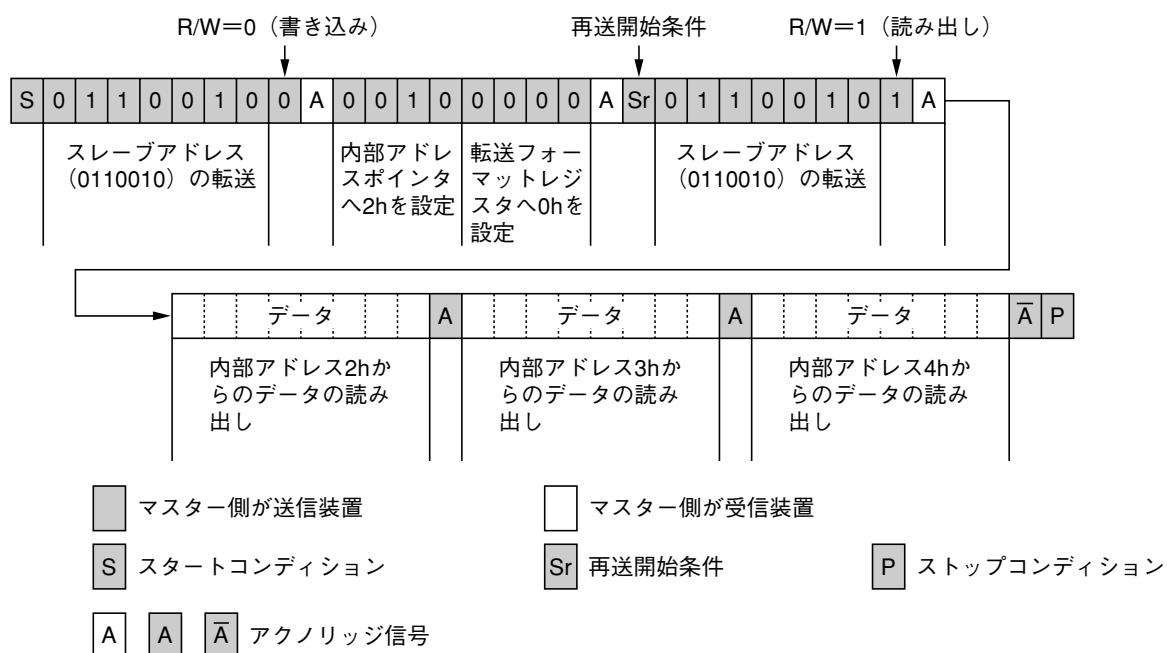 R/W=0（書き込み） 再送開始条件 R/W=1（読み出し）
S 0 1 1 0 0 1 0 0 A 0 0 1 0 0 0 0 0 A Sr 0 1 1 0 0 1 0 1 A
スレーブアドレス
（0110010）の転送
内部アドレ
スポインタ
へ2hを設定
転送フォー
マットレジ
スタへ0hを
設定
スレーブアドレス
（0110010）の転送
データ A データ A データ A̅ P
内部アドレス2hか
らのデータの読み
出し
内部アドレス3hか
らのデータの読み
出し
内部アドレス4hか
らのデータの読み
出し
マスター側が送信装置 マスター側が受信装置
S スタートコンディション Sr 再送開始条件 P ストップコンディション
A A A̅ アクノリッジ信号